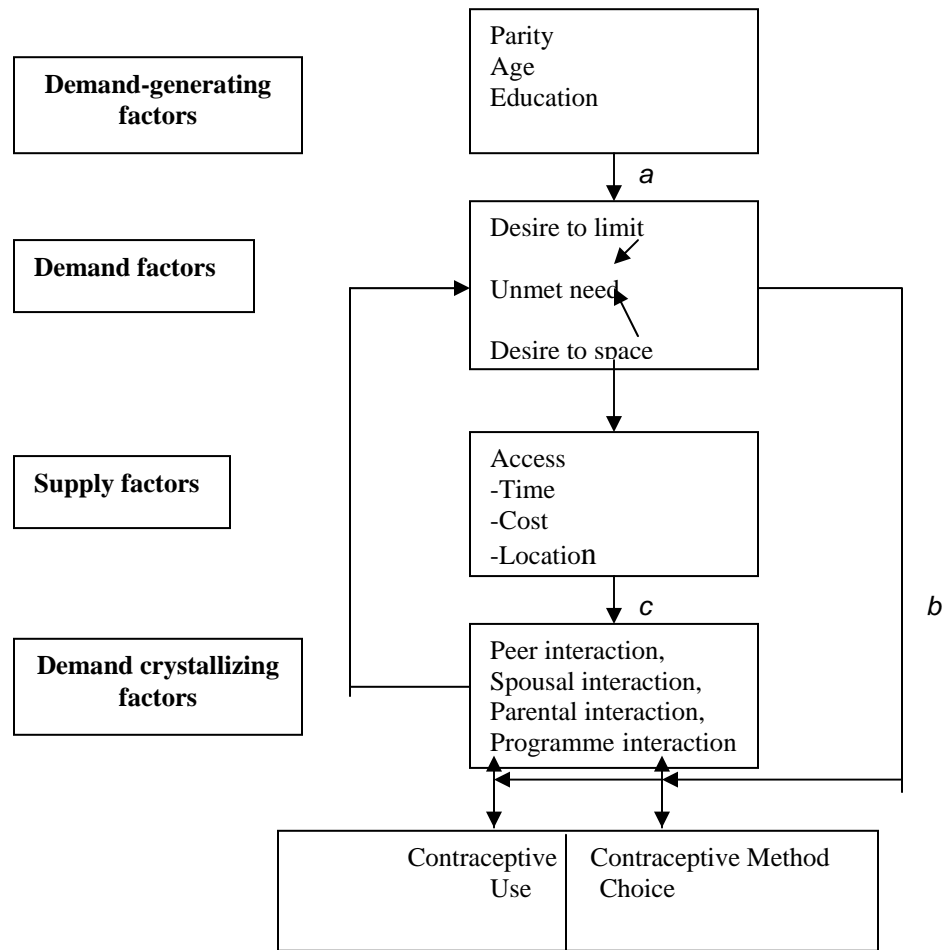 Parity
Age
Education
Demand-generating
factors
a
Desire to limit
Demand factors
Unmet need
Desire to space
Access
Supply factors
-Time
-Cost
-Location
c
b
Demand crystallizing
factors
Peer interaction,
Spousal interaction,
Parental interaction,
Programme interaction
Contraceptive
Use
Contraceptive Method
Choice